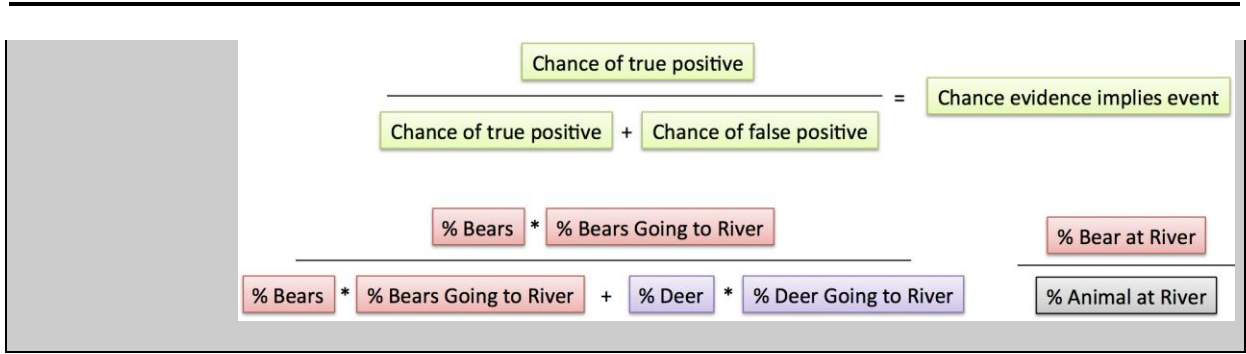 Chance of true positive
= Chance evidence implies event
Chance of true positive + Chance of false positive
% Bears * % Bears Going to River
% Bears * % Bears Going to River + % Deer * % Deer Going to River
% Bear at River
% Animal at River